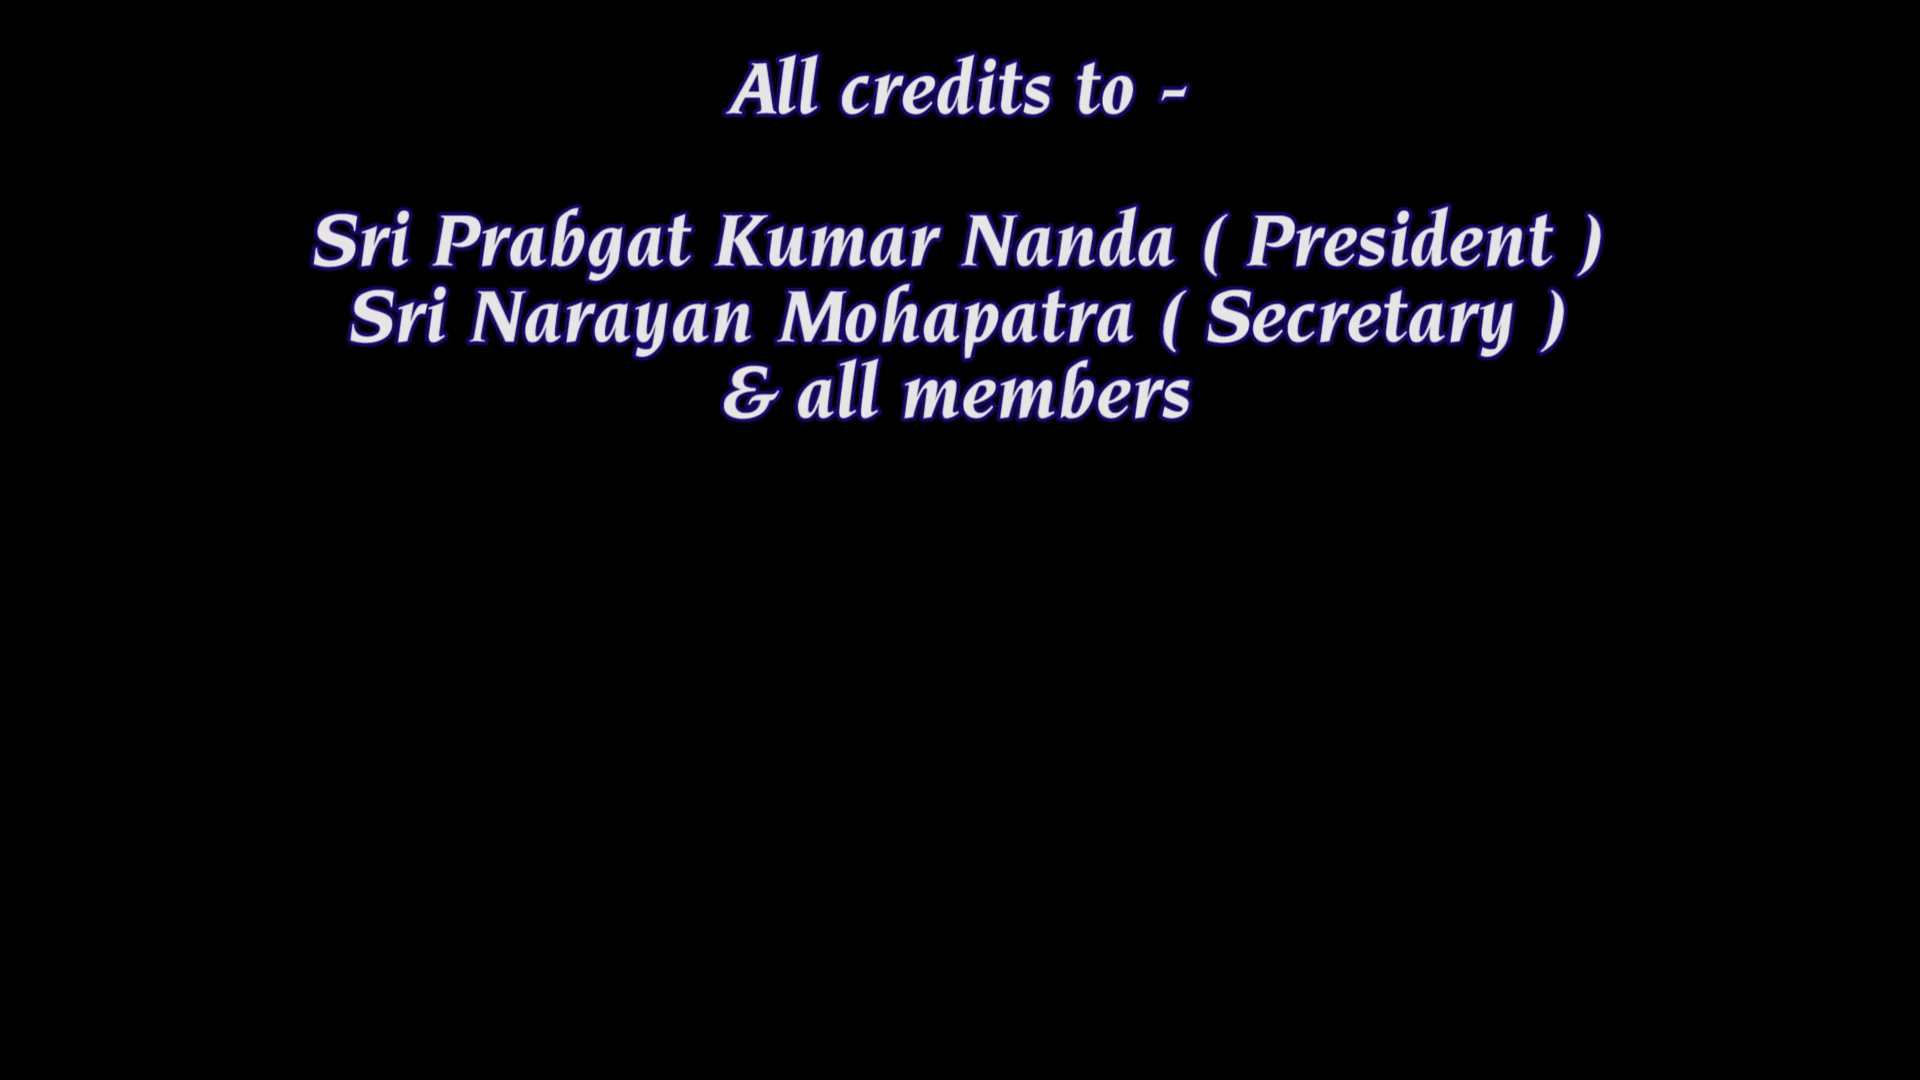 All credits to -
Sri Prabgat Kumar Nanda ( President )
Sri Narayan Mohapatra ( Secretary )
& all members